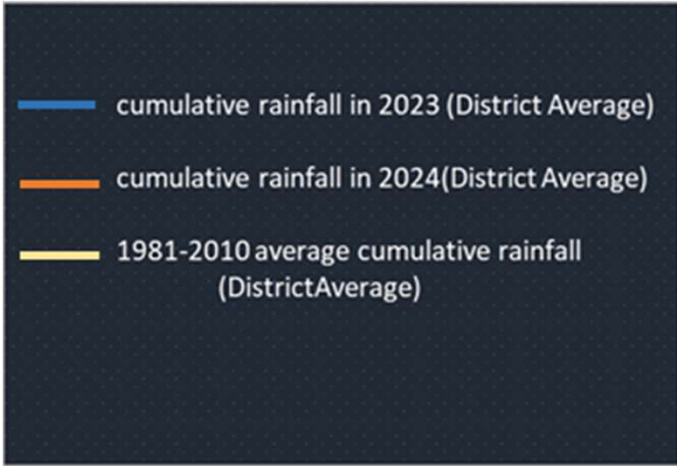 cumulative rainfall in 2023 (District Average)
cumulative rainfall in 2024(District Average)
1981-2010 average cumulative rainfall
(DistrictAverage)